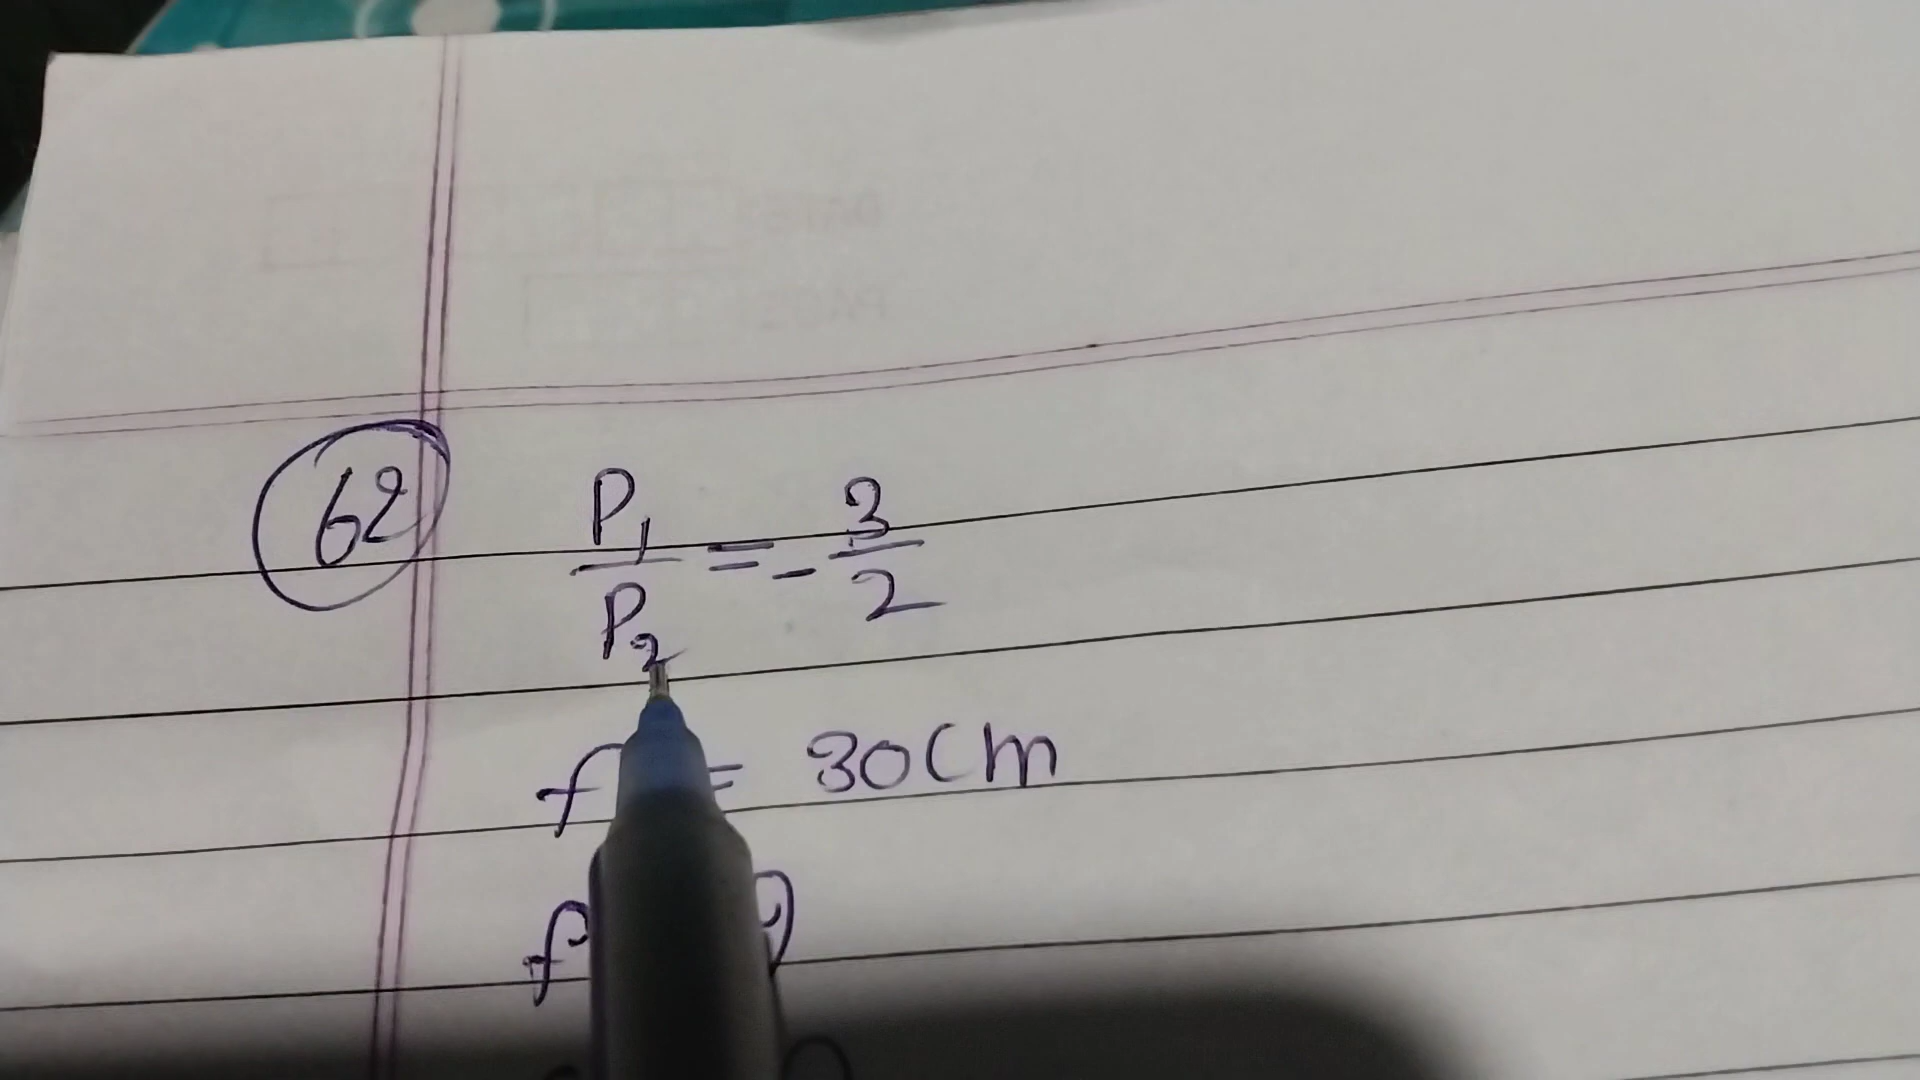 62 P₁/P₂ = - 3/2
f = 30cm
f ?